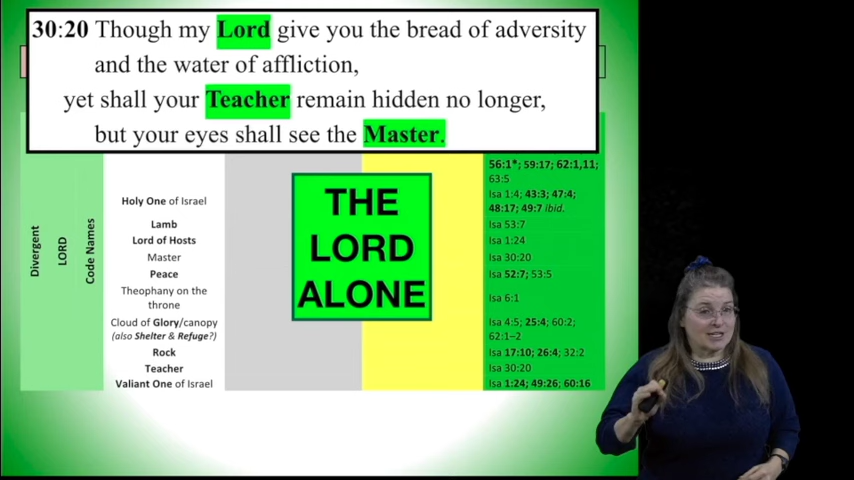 30:20 Though my Lord give you the bread of adversity
and the water of affliction,
yet shall your Teacher remain hidden no longer,
but your eyes shall see the Master.
56:1*; 59:17; 62:1,11;
63:5
Holy One of Israel
Isa 1:4; 43:3; 47:4;
48:17; 49:7 ibid.
Lamb
Isa 53:7
Lord of Hosts
Isa 1:24
Master
Isa 30:20
Peace
Isa 52:7; 53:5
Theophany on the
throne
Isa 6:1
Cloud of Glory/canopy
(also Shelter & Refuge?)
Isa 4:5; 25:4; 60:2;
62:1–2
Rock
Isa 17:10; 26:4; 32:2
Teacher
Isa 30:20
Valiant One of Israel
Isa 1:24; 49:26; 60:16
Divergent
LORD
Code Names
THE
LORD
ALONE